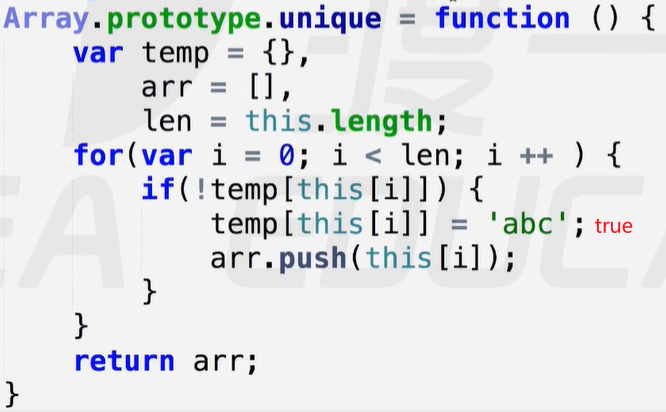 Array.prototype.unique = function () {
    var temp = {},
        arr = [],
        len = this.length;
    for(var i = 0; i < len; i ++ ) {
        if(!temp[this[i]]) {
            temp[this[i]] = 'abc'; true
            arr.push(this[i]);
        }
    }
    return arr;
}